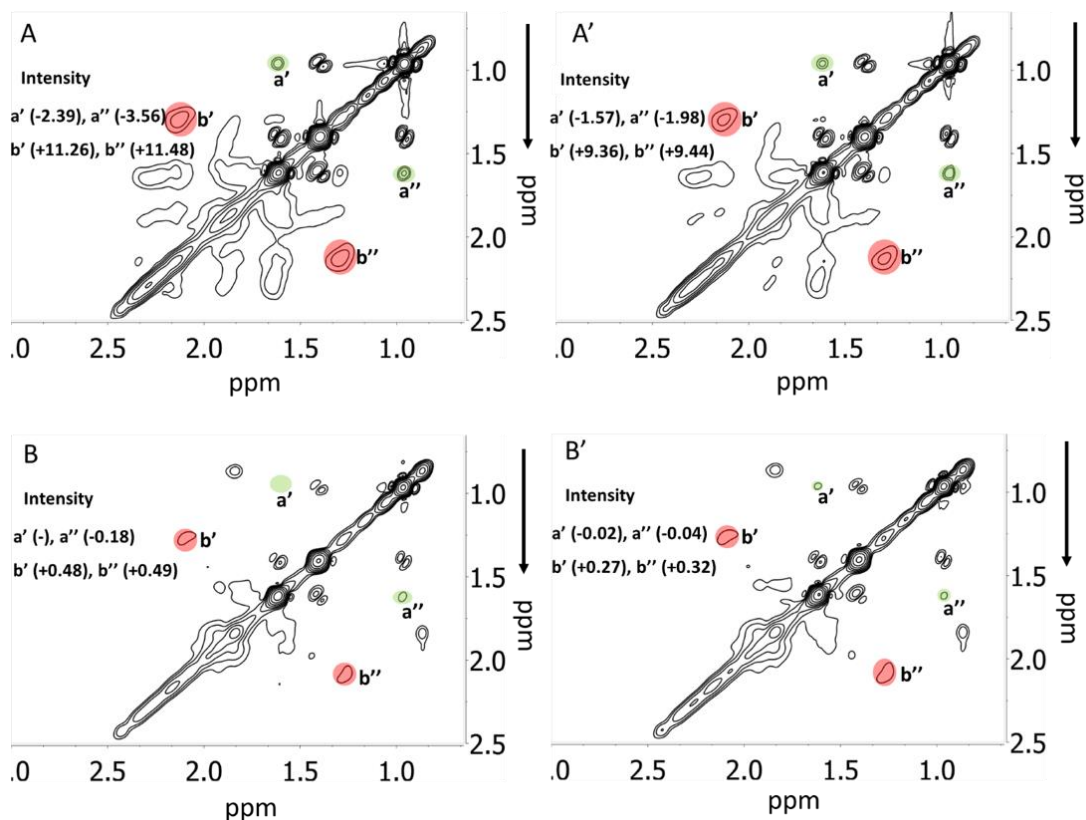 A
Intensity
a' (-2.39), a'' (-3.56)
b' (+11.26), b'' (+11.48)
a'
b'
a''
b''
1.0
1.5
2.0
2.5
ppm
.0 2.5 2.0 1.5 1.0
ppm
A'
Intensity
a' (-1.57), a'' (-1.98)
b' (+9.36), b'' (+9.44)
a'
b'
a''
b''
1.0
1.5
2.0
2.5
ppm
.0 2.5 2.0 1.5 1.0
ppm
B
Intensity
a' (-), a'' (-0.18)
b' (+0.48), b'' (+0.49)
a'
b'
a''
b''
1.0
1.5
2.0
2.5
ppm
.0 2.5 2.0 1.5 1.0
ppm
B'
Intensity
a' (-0.02), a'' (-0.04)
b' (+0.27), b'' (+0.32)
a'
b'
a''
b''
1.0
1.5
2.0
2.5
ppm
.0 2.5 2.0 1.5 1.0
ppm